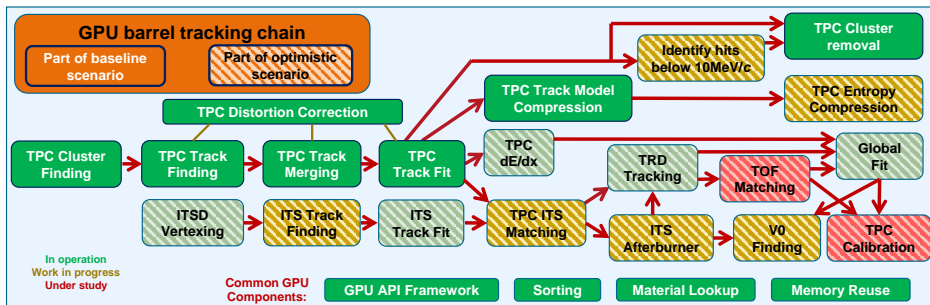 GPU barrel tracking chain
Part of baseline
scenario
Part of optimistic
scenario
TPC Distortion Correction
Identify hits
below 10MeV/c
TPC Cluster
removal
TPC Track Model
Compression
TPC Entropy
Compression
TPC Cluster
Finding
TPC Track
Finding
TPC Track
Merging
TPC
Track Fit
TPC
dE/dx
TRD
Tracking
TOF
Matching
Global
Fit
ITSD
Vertexing
ITS Track
Finding
ITS
Track Fit
TPC ITS
Matching
ITS
Afterburner
V0
Finding
TPC
Calibration
In operation
Work in progress
Under study
Common GPU
Components:
GPU API Framework
Sorting
Material Lookup
Memory Reuse